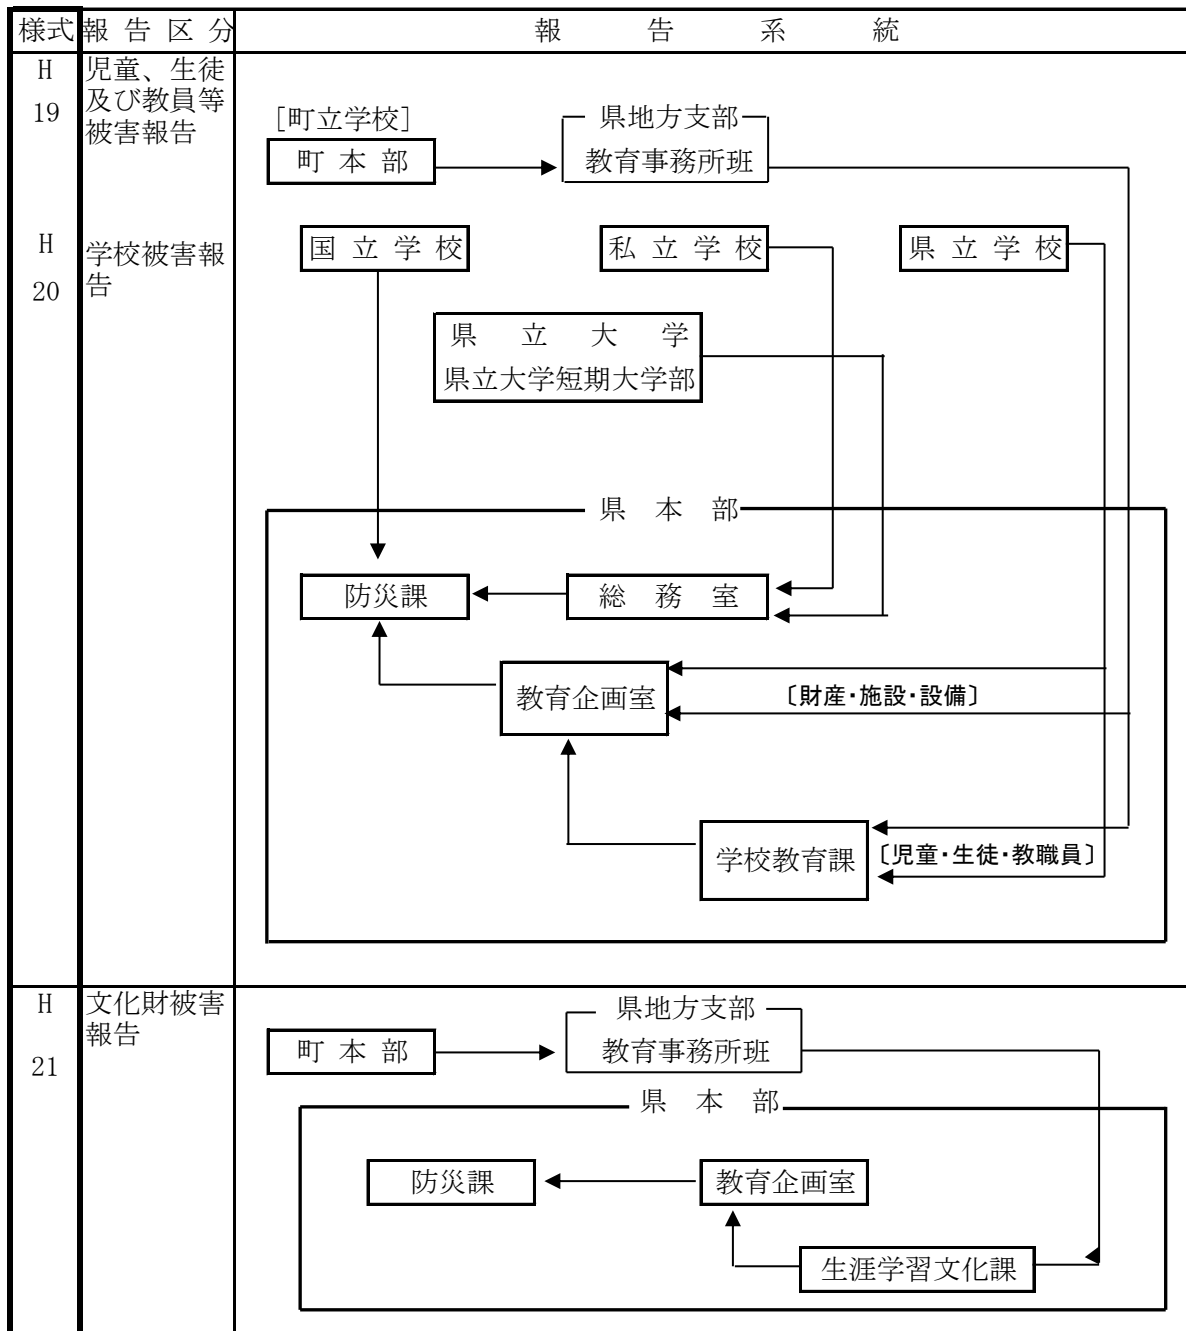 様式 報告区分 報告系統
H 19
児童、生徒
及び教員等
被害報告
[町立学校]
町本部
県地方支部
教育事務所班
H 20
学校被害報
告
国立学校 私立学校 県立学校
県立大学
県立大学短期大学部
県本部
防災課 総務室
教育企画室
〔財産・施設・設備〕
学校教育課
〔児童・生徒・教職員〕
H 21
文化財被害
報告
町本部
県地方支部
教育事務所班
県本部
防災課 教育企画室
生涯学習文化課